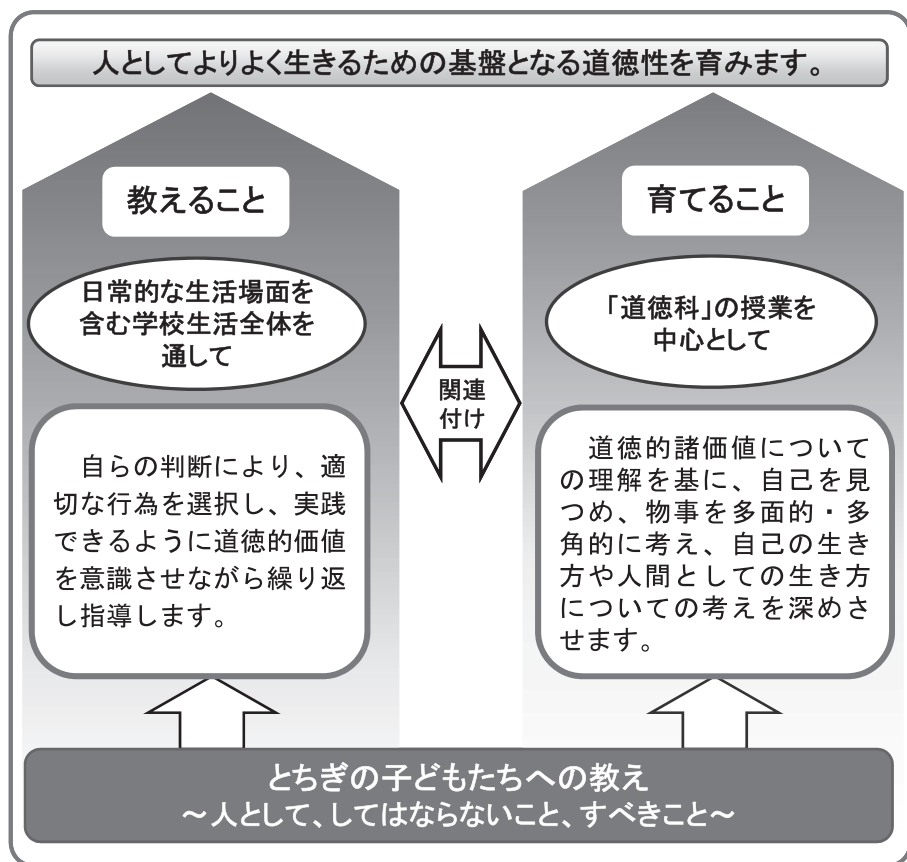 人としてよりよく生きるための基盤となる道徳性を育みます。
教えること
日常的な生活場面を
含む学校生活全体を
通して
自らの判断により、適
切な行為を選択し、実践
できるように道徳的価値
を意識させながら繰り返
し指導します。
関連
付け
育てること
「道徳科」の授業を
中心として
道徳的諸価値について
の理解を基に、自己を見
つめ、物事を多面的・多
角的に考え、自己の生き
方や人間としての生き方
についての考えを深めさ
せます。
とちぎの子どもたちへの教え
～人として、してはならないこと、すべきこと～